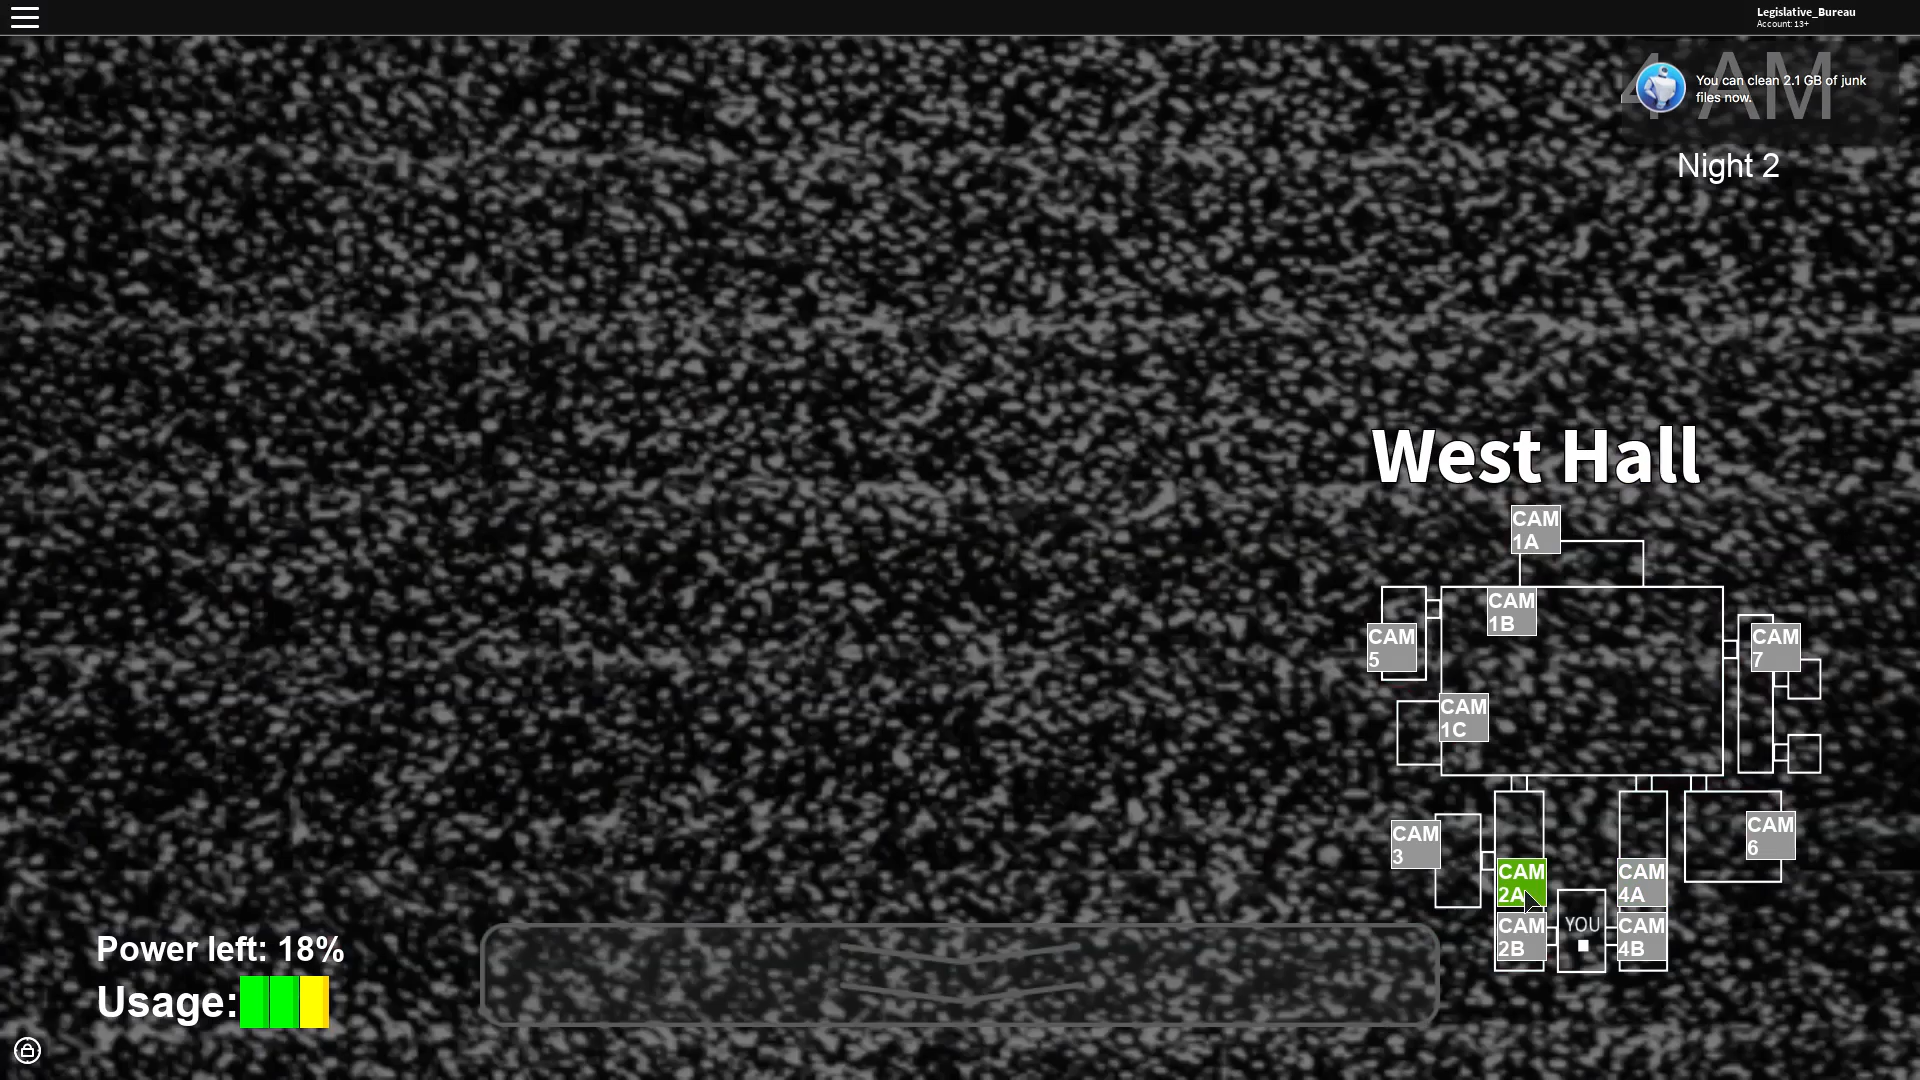 Legislative_Bureau
Account: 13+
4 AM
You can clean 2.1 GB of junk
files now.
Night 2
West Hall
CAM
1A
CAM
1B
CAM
5
CAM
7
CAM
1C
CAM
3
CAM
6
CAM
2A
CAM
4A
YOU
CAM
2B
CAM
4B
Power left: 18%
Usage: